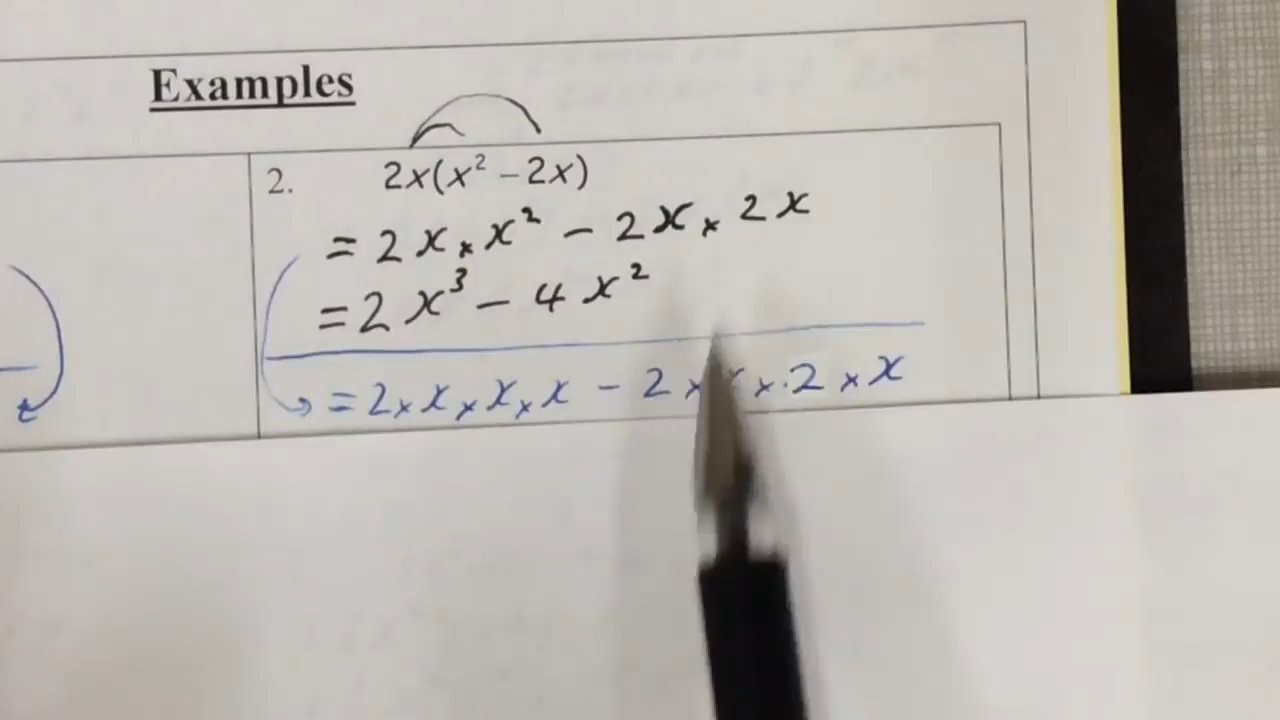 Examples
2. 2x(x² – 2x)
= 2x × x² – 2x × 2x
= 2x³ – 4x²
= 2 × x × x × x – 2 × x × 2 × x